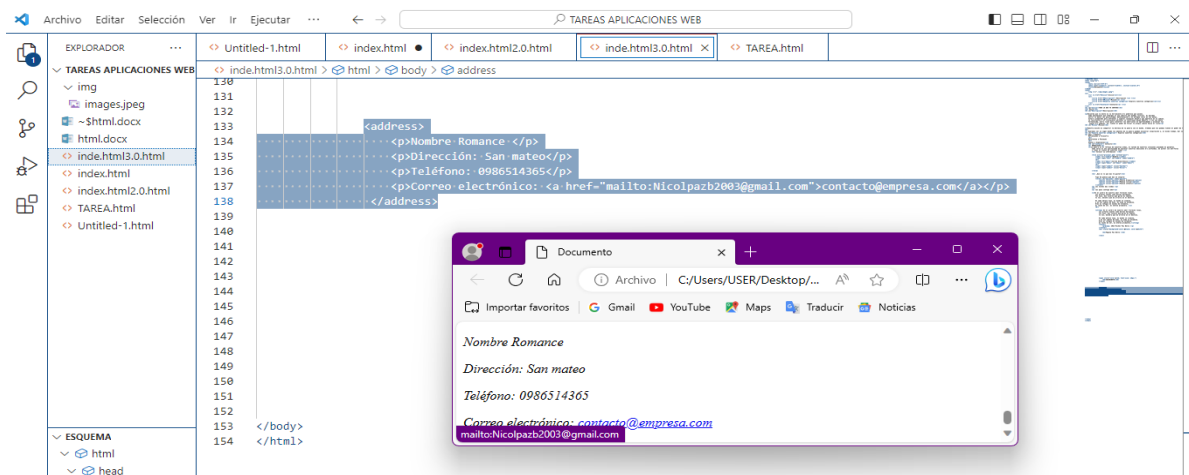 Archivo Editar Selección Ver Ir Ejecutar ··· ← → TAREAS APLICACIONES WEB
EXPLORADOR ···
Untitled-1.html index.html ● index.html2.0.html inde.html3.0.html × TAREA.html
TAREAS APLICACIONES WEB
inde.html3.0.html > html > body > address
img
images.jpeg
~$html.docx
html.docx
inde.html3.0.html
index.html
index.html2.0.html
TAREA.html
Untitled-1.html
1
130
131
132
133 <address>
134 <p>Nombre Romance </p>
135 <p>Dirección: San mateo</p>
136 <p>Teléfono: 0986514365</p>
137 <p>Correo electrónico: <a href="mailto:Nicolpazb2003@gmail.com">contacto@empresa.com</a></p>
138 </address>
139
140
141
142
143
144
145
146
147
148
149
150
151
152
153 </body>
154 </html>
Documento
Archivo | C:/Users/USER/Desktop/...
Importar favoritos Gmail YouTube Maps Traducir Noticias
Nombre Romance
Dirección: San mateo
Teléfono: 0986514365
Correo electrónico: contacto@empresa.com
mailto:Nicolpazb2003@gmail.com
ESQUEMA
html
head